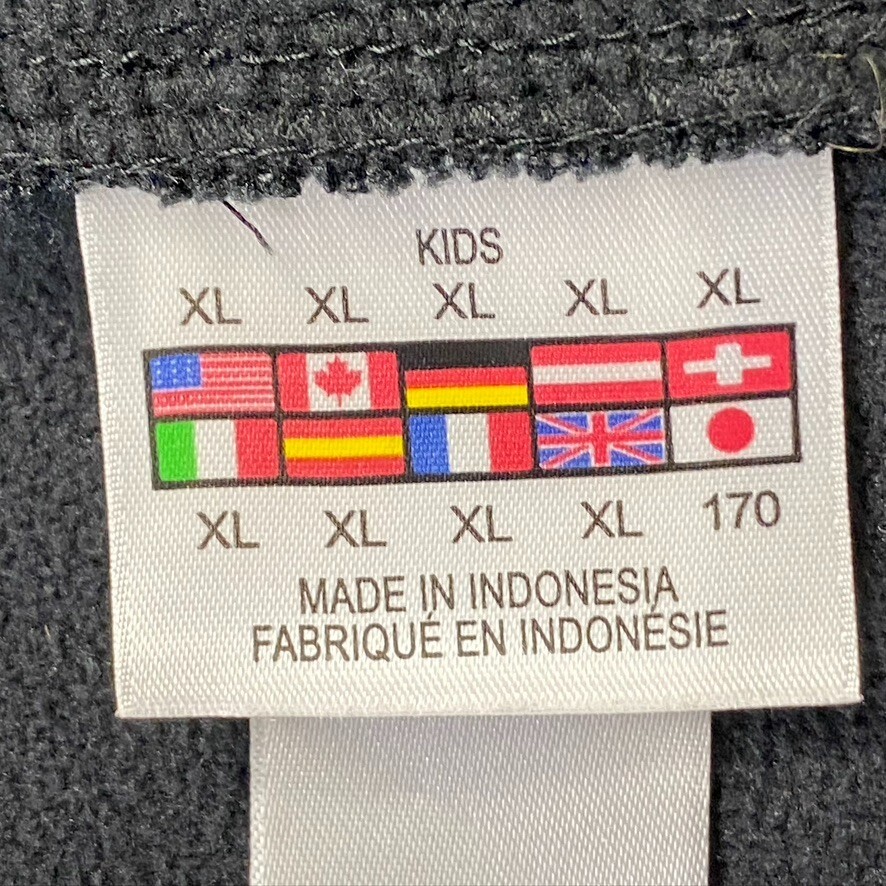 KIDS
XL XL XL XL XL
XL XL XL XL 170
MADE IN INDONESIA
FABRIQUÉ EN INDONÉSIE